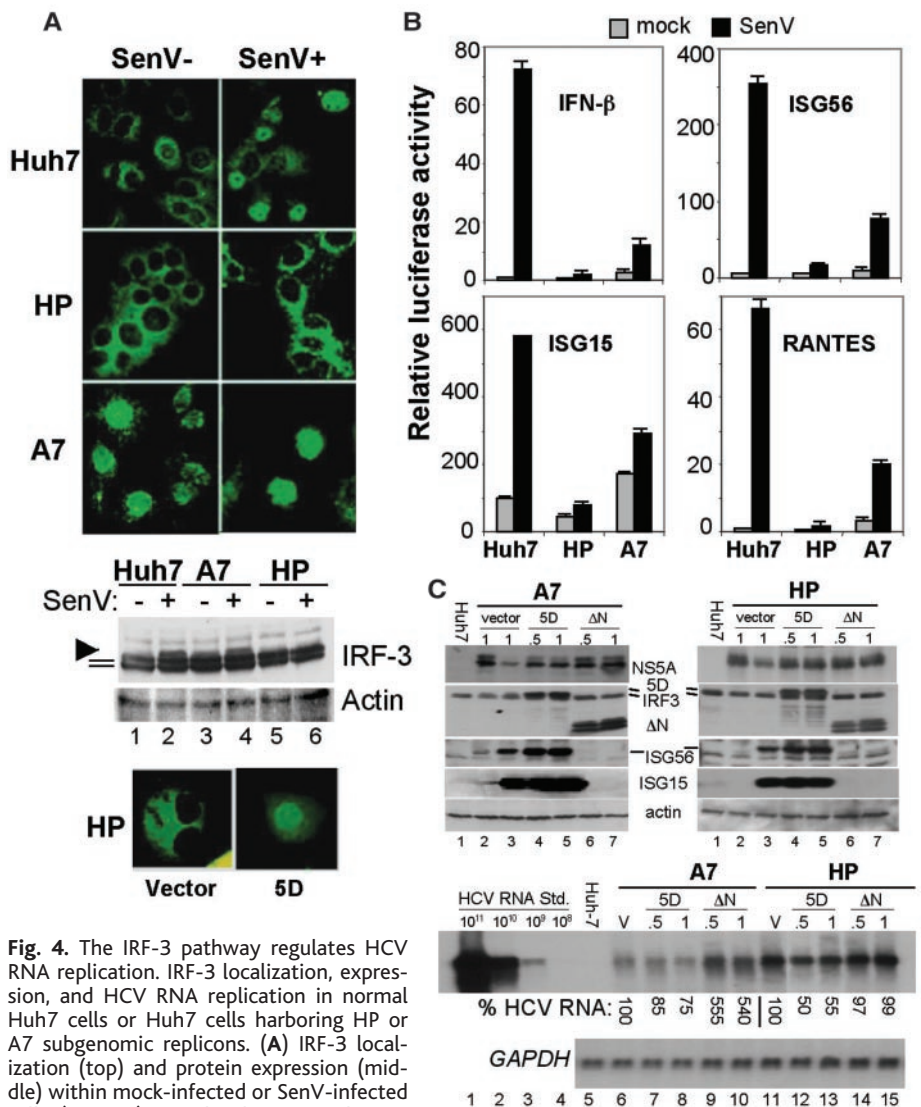 A
SenV- SenV+
Huh7
HP
A7
Huh7 A7 HP
SenV: - + - + - +
IRF-3
Actin
1 2 3 4 5 6
HP
Vector 5D
Fig. 4. The IRF-3 pathway regulates HCV
RNA replication. IRF-3 localization, expres-
sion, and HCV RNA replication in normal
Huh7 cells or Huh7 cells harboring HP or
A7 subgenomic replicons. (A) IRF-3 local-
ization (top) and protein expression (mid-
dle) within mock-infected or SenV-infected
B
mock SenV
Relative luciferase activity
80
60
40
20
0
IFN-β
400
200
100
0
ISG56
600
400
200
0
ISG15
60
40
20
0
RANTES
Huh7 HP A7
Huh7 HP A7
C
A7
Huh7
vector 5D ΔN
1 1 .5 1 .5 1
HP
Huh7
vector 5D ΔN
1 1 .5 1 .5 1
NS5A
5D
IRF3
ΔN
ISG56
ISG15
actin
1 2 3 4 5 6 7
1 2 3 4 5 6 7
A7 HP
HCV RNA Std.
10¹¹ 10¹⁰ 10⁹ 10⁸
Huh-7
5D ΔN 5D ΔN
V .5 1 .5 1 V .5 1 .5 1
% HCV RNA: 100 85 75 555 540 100 50 55 97 99
GAPDH
1 2 3 4 5 6 7 8 9 10 11 12 13 14 15